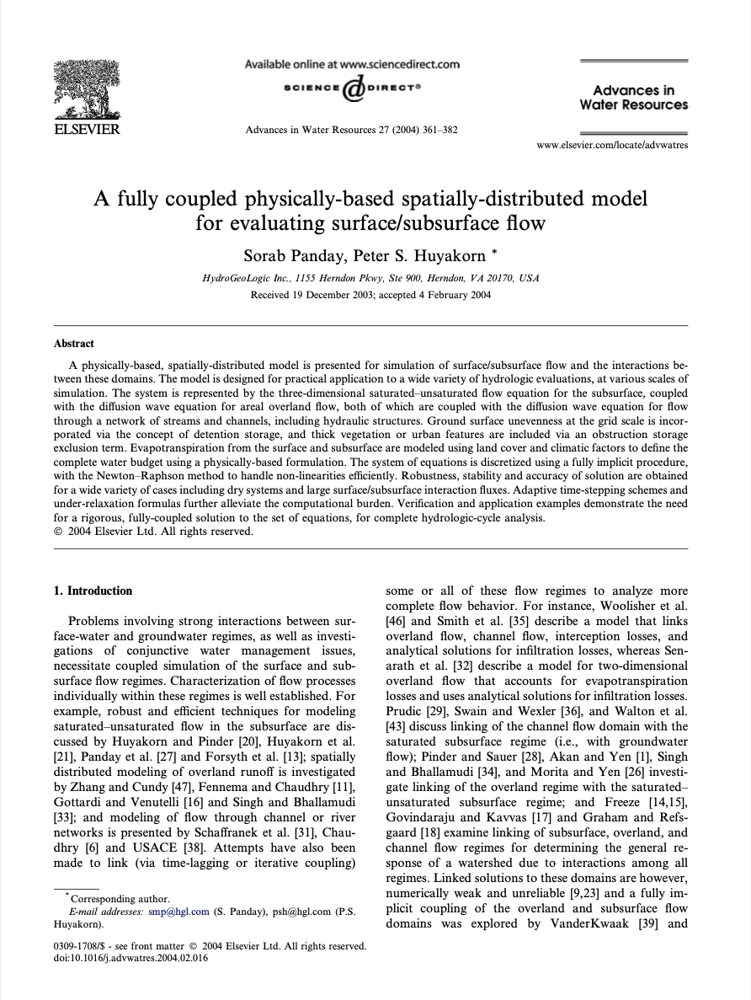 Available online at www.sciencedirect.com
SCIENCE @ DIRECT®
ELSEVIER
Advances in Water Resources 27 (2004) 361–382
Advances in
Water Resources
www.elsevier.com/locate/advwatres
A fully coupled physically-based spatially-distributed model
for evaluating surface/subsurface flow
Sorab Panday, Peter S. Huyakorn *
HydroGeoLogic Inc., 1155 Herndon Pkwy, Ste 900, Herndon, VA 20170, USA
Received 19 December 2003; accepted 4 February 2004
Abstract
A physically-based, spatially-distributed model is presented for simulation of surface/subsurface flow and the interactions be-
tween these domains. The model is designed for practical application to a wide variety of hydrologic evaluations, at various scales of
simulation. The system is represented by the three-dimensional saturated–unsaturated flow equation for the subsurface, coupled
with the diffusion wave equation for areal overland flow, both of which are coupled with the diffusion wave equation for flow
through a network of streams and channels, including hydraulic structures. Ground surface unevenness at the grid scale is incor-
porated via the concept of detention storage, and thick vegetation or urban features are included via an obstruction storage
exclusion term. Evapotranspiration from the surface and subsurface are modeled using land cover and climatic factors to define the
complete water budget using a physically-based formulation. The system of equations is discretized using a fully implicit procedure,
with the Newton–Raphson method to handle non-linearities efficiently. Robustness, stability and accuracy of solution are obtained
for a wide variety of cases including dry systems and large surface/subsurface interaction fluxes. Adaptive time-stepping schemes and
under-relaxation formulas further alleviate the computational burden. Verification and application examples demonstrate the need
for a rigorous, fully-coupled solution to the set of equations, for complete hydrologic-cycle analysis.
© 2004 Elsevier Ltd. All rights reserved.
1. Introduction
Problems involving strong interactions between sur-
face-water and groundwater regimes, as well as investi-
gations of conjunctive water management issues,
necessitate coupled simulation of the surface and sub-
surface flow regimes. Characterization of flow processes
individually within these regimes is well established. For
example, robust and efficient techniques for modeling
saturated–unsaturated flow in the subsurface are dis-
cussed by Huyakorn and Pinder [20], Huyakorn et al.
[21], Panday et al. [27] and Forsyth et al. [13]; spatially
distributed modeling of overland runoff is investigated
by Zhang and Cundy [47], Fennema and Chaudhry [11],
Gottardi and Venutelli [16] and Singh and Bhallamudi
[33]; and modeling of flow through channel or river
networks is presented by Schaffranek et al. [31], Chau-
dhry [6] and USACE [38]. Attempts have also been
made to link (via time-lagging or iterative coupling)
some or all of these flow regimes to analyze more
complete flow behavior. For instance, Woolisher et al.
[46] and Smith et al. [35] describe a model that links
overland flow, channel flow, interception losses, and
analytical solutions for infiltration losses, whereas Sen-
arath et al. [32] describe a model for two-dimensional
overland flow that accounts for evapotranspiration
losses and uses analytical solutions for infiltration losses.
Prudic [29], Swain and Wexler [36], and Walton et al.
[43] discuss linking of the channel flow domain with the
saturated subsurface regime (i.e., with groundwater
flow); Pinder and Sauer [28], Akan and Yen [1], Singh
and Bhallamudi [34], and Morita and Yen [26] investi-
gate linking of the overland regime with the saturated–
unsaturated subsurface regime; and Freeze [14,15],
Govindaraju and Kavvas [17] and Graham and Refs-
gaard [18] examine linking of subsurface, overland, and
channel flow regimes for determining the general re-
sponse of a watershed due to interactions among all
regimes. Linked solutions to these domains are however,
numerically weak and unreliable [9,23] and a fully im-
plicit coupling of the overland and subsurface flow
domains was explored by VanderKwaak [39] and
* Corresponding author.
E-mail addresses: smp@hgl.com (S. Panday), psh@hgl.com (P.S.
Huyakorn).
0309-1708/$ - see front matter © 2004 Elsevier Ltd. All rights reserved.
doi:10.1016/j.advwatres.2004.02.016